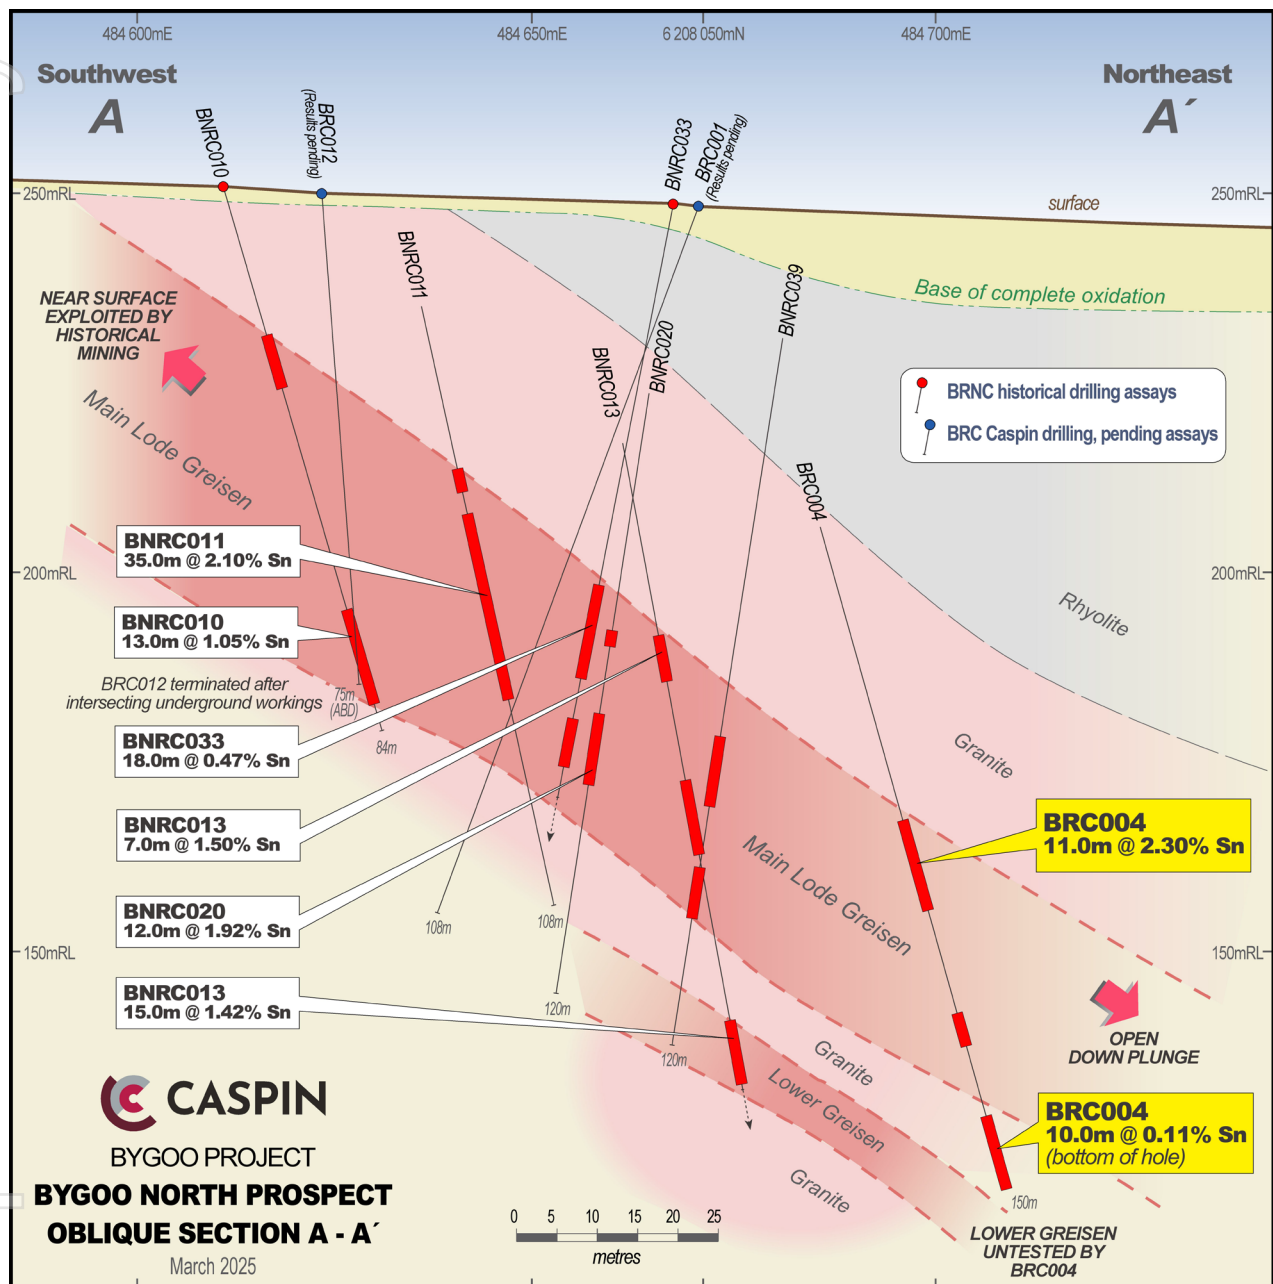 484 600mE
484 650mE
6 208 050mN
484 700mE
Southwest
A
Northeast
A´
BNRC010
BRC012
(Results pending)
BNRC033
BRC001
(Results pending)
250mRL
250mRL
surface
BNRC011
BNRC039
Base of complete oxidation
NEAR SURFACE
EXPLOITED BY
HISTORICAL
MINING
BNRC013
BNRC020
BRNC historical drilling assays
BRC Caspin drilling, pending assays
Main Lode Greisen
BRC004
BNRC011
35.0m @ 2.10% Sn
200mRL
200mRL
Rhyolite
BNRC010
13.0m @ 1.05% Sn
BRC012 terminated after
intersecting underground workings
75m
(ABD)
84m
BNRC033
18.0m @ 0.47% Sn
Granite
BNRC013
7.0m @ 1.50% Sn
BRC004
11.0m @ 2.30% Sn
Main Lode Greisen
BNRC020
12.0m @ 1.92% Sn
108m
108m
150mRL
150mRL
BNRC013
15.0m @ 1.42% Sn
120m
120m
OPEN
DOWN PLUNGE
Granite
Lower Greisen
BRC004
10.0m @ 0.11% Sn
(bottom of hole)
CASPIN
BYGOO PROJECT
BYGOO NORTH PROSPECT
OBLIQUE SECTION A - A´
March 2025
Granite
150m
0 5 10 15 20 25
metres
LOWER GREISEN
UNTESTED BY
BRC004